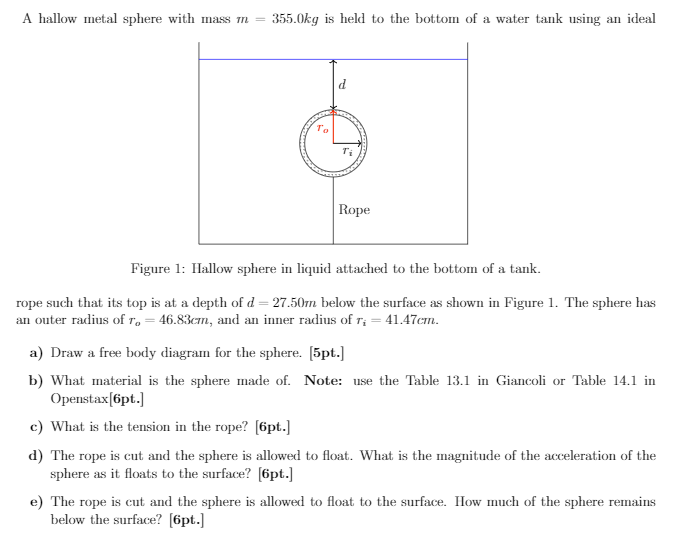 A hallow metal sphere with mass m = 355.0kg is held to the bottom of a water tank using an ideal
d
r_o
r_i
Rope
Figure 1: Hallow sphere in liquid attached to the bottom of a tank.
rope such that its top is at a depth of d = 27.50m below the surface as shown in Figure 1. The sphere has
an outer radius of r_o = 46.83cm, and an inner radius of r_i = 41.47cm.
a) Draw a free body diagram for the sphere. [5pt.]
b) What material is the sphere made of. Note: use the Table 13.1 in Giancoli or Table 14.1 in
Openstax[6pt.]
c) What is the tension in the rope? [6pt.]
d) The rope is cut and the sphere is allowed to float. What is the magnitude of the acceleration of the
sphere as it floats to the surface? [6pt.]
e) The rope is cut and the sphere is allowed to float to the surface. How much of the sphere remains
below the surface? [6pt.]